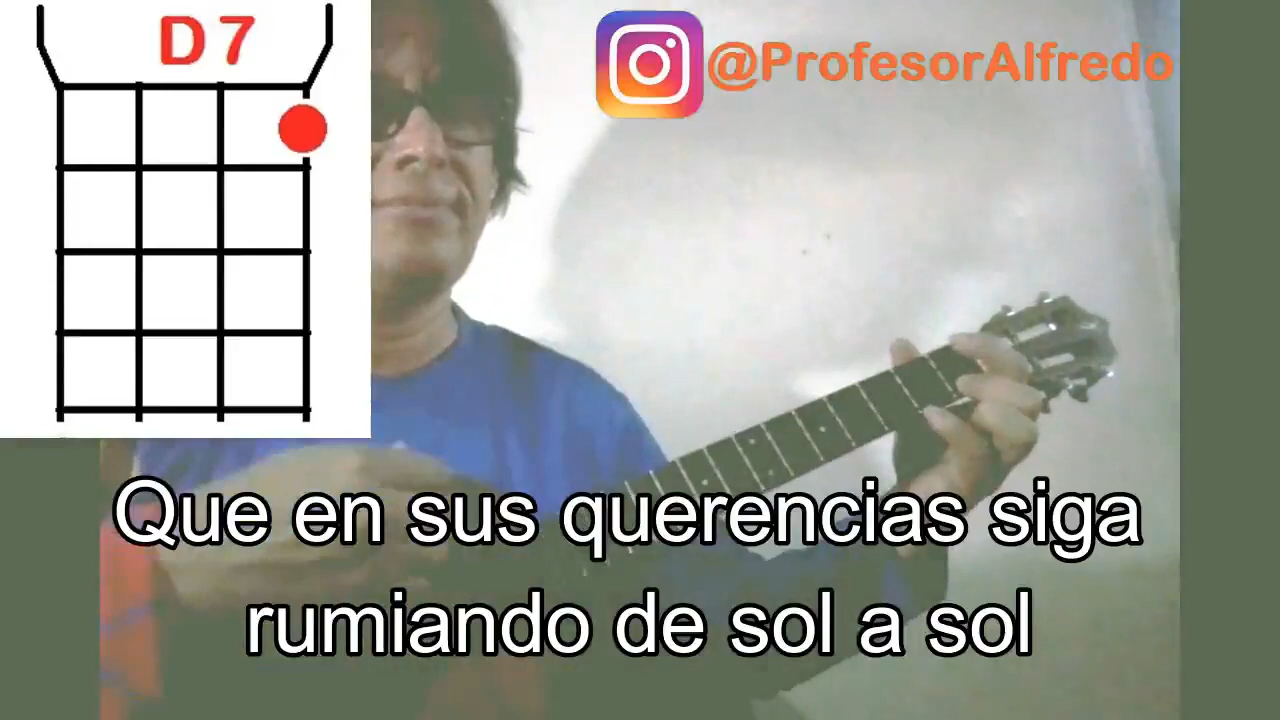 D7
@ProfesorAlfredo
Que en sus querencias siga
rumiando de sol a sol